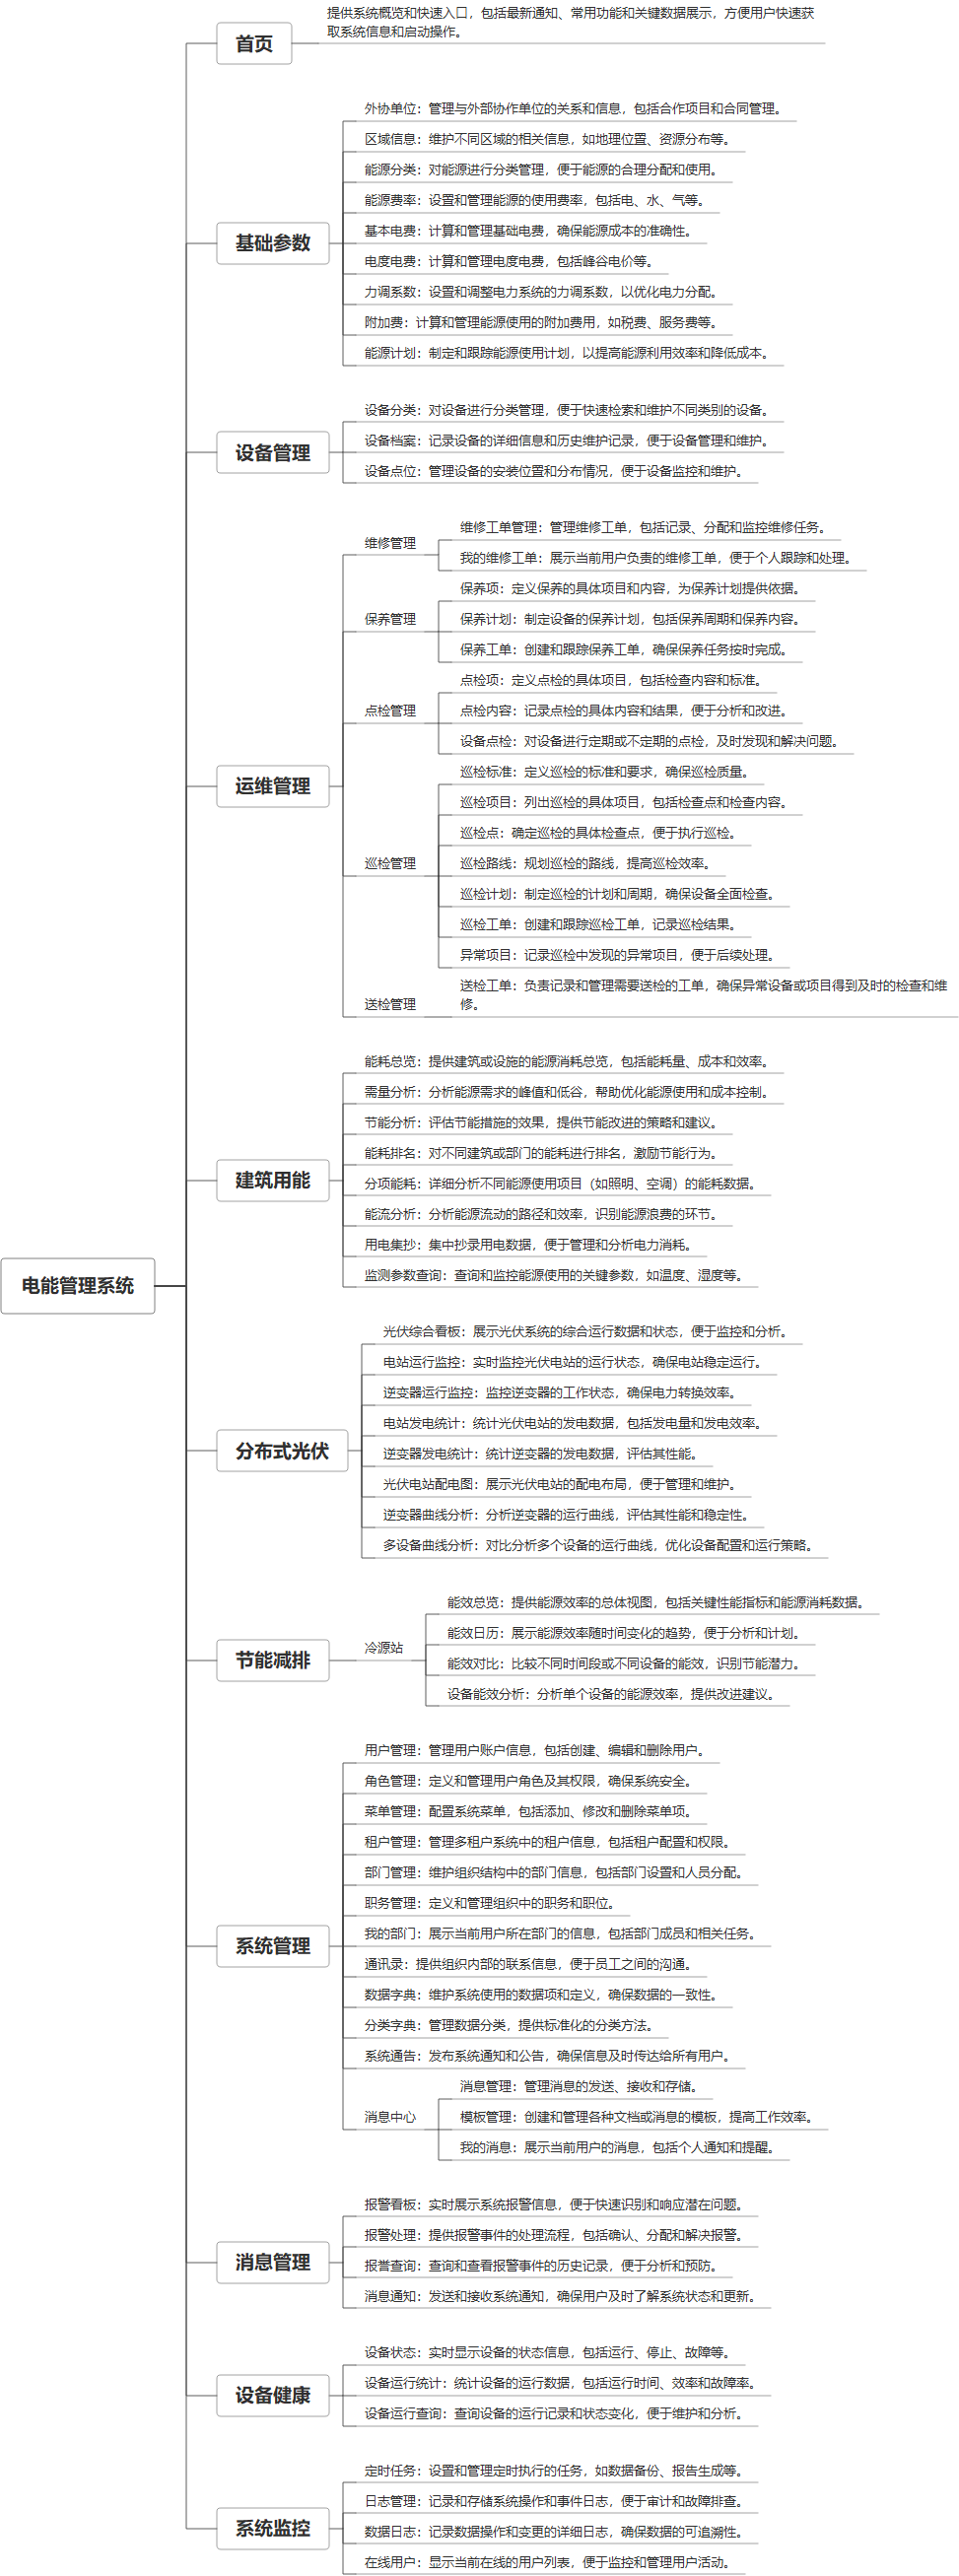 提供系统概览和快速入口，包括最新通知、常用功能和关键数据展示，方便用户快速获
取系统信息和启动操作。
首页
外协单位：管理与外部协作单位的关系和信息，包括合作项目和合同管理。
区域信息：维护不同区域的相关信息，如地理位置、资源分布等。
能源分类：对能源进行分类管理，便于能源的合理分配和使用。
能源费率：设置和管理能源的使用费率，包括电、水、气等。
基本电费：计算和管理基础电费，确保能源成本的准确性。
基础参数
电度电费：计算和管理电度电费，包括峰谷电价等。
力调系数：设置和调整电力系统的力调系数，以优化电力分配。
附加费：计算和管理能源使用的附加费用，如税费、服务费等。
能源计划：制定和跟踪能源使用计划，以提高能源利用效率和降低成本。
设备分类：对设备进行分类管理，便于快速检索和维护不同类别的设备。
设备档案：记录设备的详细信息和历史维护记录，便于设备管理和维护。
设备管理
设备点位：管理设备的安装位置和分布情况，便于设备监控和维护。
维修工单管理：管理维修工单，包括记录、分配和监控维修任务。
维修管理
我的维修工单：展示当前用户负责的维修工单，便于个人跟踪和处理。
保养项：定义保养的具体项目和内容，为保养计划提供依据。
保养管理
保养计划：制定设备的保养计划，包括保养周期和保养内容。
保养工单：创建和跟踪保养工单，确保保养任务按时完成。
点检项：定义点检的具体项目，包括检查内容和标准。
点检管理
点检内容：记录点检的具体内容和结果，便于分析和改进。
设备点检：对设备进行定期或不定期的点检，及时发现和解决问题。
巡检标准：定义巡检的标准和要求，确保巡检质量。
运维管理
巡检项目：列出巡检的具体项目，包括检查点和检查内容。
巡检点：确定巡检的具体检查点，便于执行巡检。
巡检管理
巡检路线：规划巡检的路线，提高巡检效率。
巡检计划：制定巡检的计划和周期，确保设备全面检查。
巡检工单：创建和跟踪巡检工单，记录巡检结果。
异常项目：记录巡检中发现的异常项目，便于后续处理。
送检工单：负责记录和管理需要送检的工单，确保异常设备或项目得到及时的检查和维
修。
送检管理
能耗总览：提供建筑或设施的能源消耗总览，包括能耗量、成本和效率。
需量分析：分析能源需求的峰值和低谷，帮助优化能源使用和成本控制。
节能分析：评估节能措施的效果，提供节能改进的策略和建议。
能耗排名：对不同建筑或部门的能耗进行排名，激励节能行为。
建筑用能
分项能耗：详细分析不同能源使用项目（如照明、空调）的能耗数据。
能流分析：分析能源流动的路径和效率，识别能源浪费的环节。
用电集抄：集中抄录用电数据，便于管理和分析电力消耗。
监测参数查询：查询和监控能源使用的关键参数，如温度、湿度等。
电能管理系统
光伏综合看板：展示光伏系统的综合运行数据和状态，便于监控和分析。
电站运行监控：实时监控光伏电站的运行状态，确保电站稳定运行。
逆变器运行监控：监控逆变器的工作状态，确保电力转换效率。
电站发电统计：统计光伏电站的发电数据，包括发电量和发电效率。
分布式光伏
逆变器发电统计：统计逆变器的发电数据，评估其性能。
光伏电站配电图：展示光伏电站的配电布局，便于管理和维护。
逆变器曲线分析：分析逆变器的运行曲线，评估其性能和稳定性。
多设备曲线分析：对比分析多个设备的运行曲线，优化设备配置和运行策略。
能效总览：提供能源效率的总体视图，包括关键性能指标和能源消耗数据。
能效日历：展示能源效率随时间变化的趋势，便于分析和计划。
节能减排
冷源站
能效对比：比较不同时间段或不同设备的能效，识别节能潜力。
设备能效分析：分析单个设备的能源效率，提供改进建议。
用户管理：管理用户账户信息，包括创建、编辑和删除用户。
角色管理：定义和管理用户角色及其权限，确保系统安全。
菜单管理：配置系统菜单，包括添加、修改和删除菜单项。
租户管理：管理多租户系统中的租户信息，包括租户配置和权限。
部门管理：维护组织结构中的部门信息，包括部门设置和人员分配。
职务管理：定义和管理组织中的职务和职位。
系统管理
我的部门：展示当前用户所在部门的信息，包括部门成员和相关任务。
通讯录：提供组织内部的联系信息，便于员工之间的沟通。
数据字典：维护系统使用的数据项和定义，确保数据的一致性。
分类字典：管理数据分类，提供标准化的分类方法。
系统通告：发布系统通知和公告，确保信息及时传达给所有用户。
消息管理：管理消息的发送、接收和存储。
消息中心
模板管理：创建和管理各种文档或消息的模板，提高工作效率。
我的消息：展示当前用户的消息，包括个人通知和提醒。
报警看板：实时展示系统报警信息，便于快速识别和响应潜在问题。
报警处理：提供报警事件的处理流程，包括确认、分配和解决报警。
消息管理
报誉查询：查询和查看报警事件的历史记录，便于分析和预防。
消息通知：发送和接收系统通知，确保用户及时了解系统状态和更新。
设备状态：实时显示设备的状态信息，包括运行、停止、故障等。
设备运行统计：统计设备的运行数据，包括运行时间、效率和故障率。
设备健康
设备运行查询：查询设备的运行记录和状态变化，便于维护和分析。
定时任务：设置和管理定时执行的任务，如数据备份、报告生成等。
日志管理：记录和存储系统操作和事件日志，便于审计和故障排查。
系统监控
数据日志：记录数据操作和变更的详细日志，确保数据的可追溯性。
在线用户：显示当前在线的用户列表，便于监控和管理用户活动。